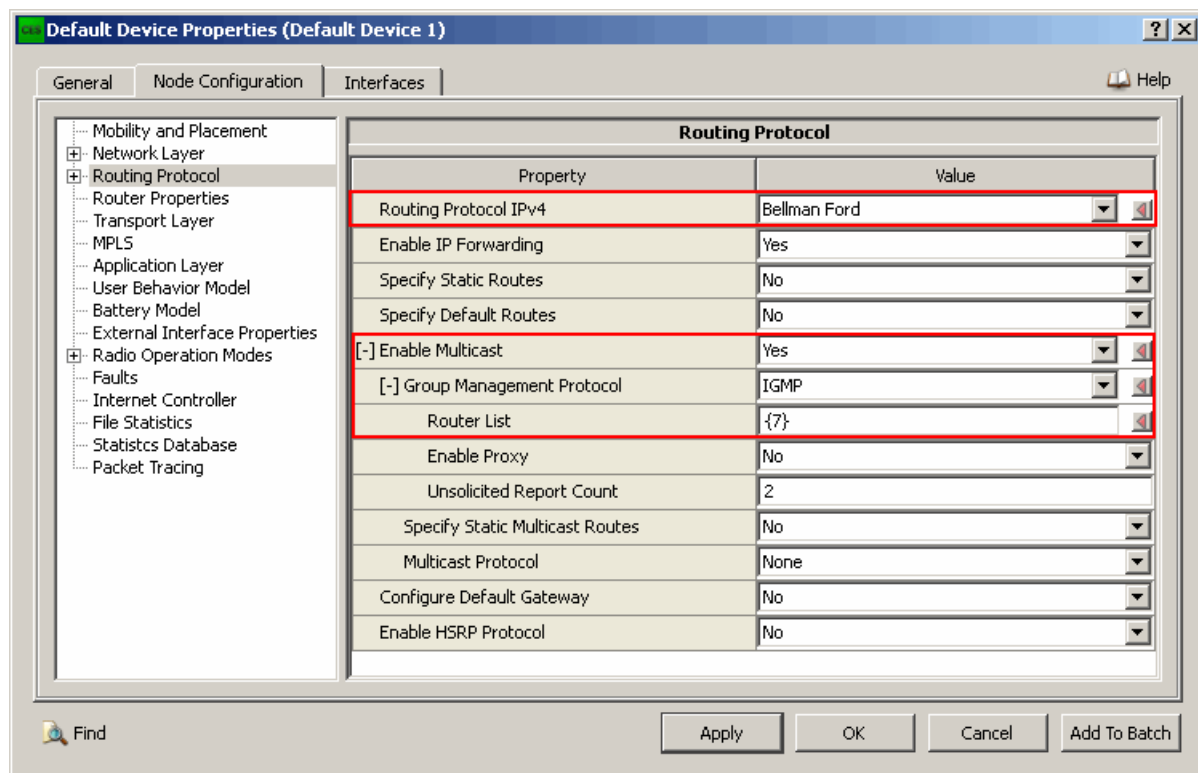 CES Default Device Properties (Default Device 1) ? X
General Node Configuration Interfaces Help
Mobility and Placement
Network Layer
Routing Protocol
Router Properties
Transport Layer
MPLS
Application Layer
User Behavior Model
Battery Model
External Interface Properties
Radio Operation Modes
Faults
Internet Controller
File Statistics
Statistcs Database
Packet Tracing
Routing Protocol
Property Value
Routing Protocol IPv4 Bellman Ford
Enable IP Forwarding Yes
Specify Static Routes No
Specify Default Routes No
[-] Enable Multicast Yes
[-] Group Management Protocol IGMP
Router List {7}
Enable Proxy No
Unsolicited Report Count 2
Specify Static Multicast Routes No
Multicast Protocol None
Configure Default Gateway No
Enable HSRP Protocol No
Find Apply OK Cancel Add To Batch